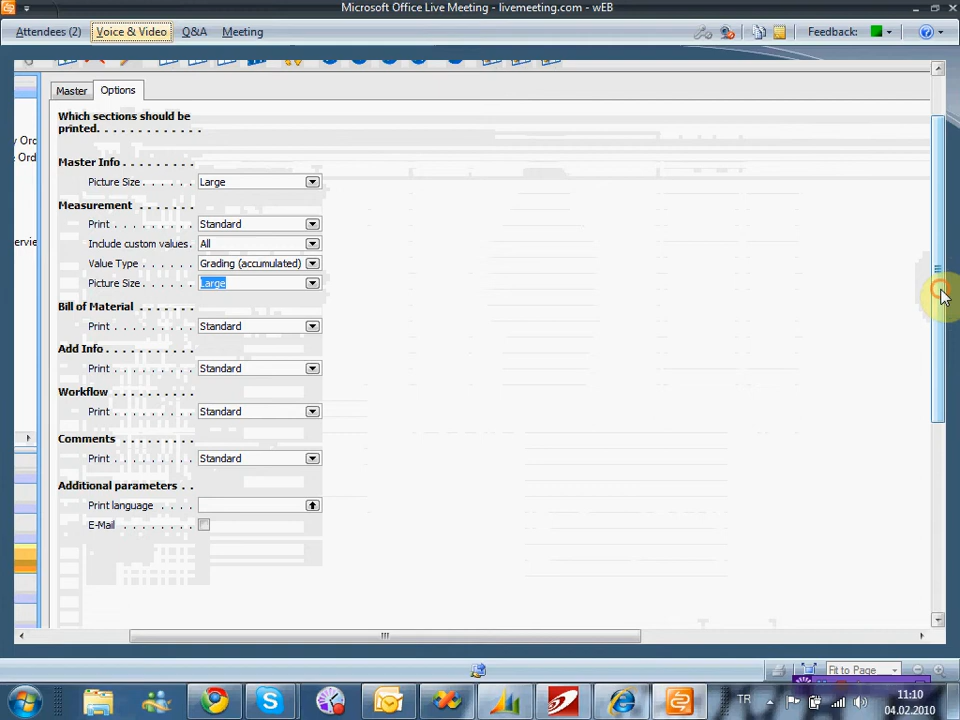 Microsoft Office Live Meeting - livemeeting.com - wEB
Attendees (2) Voice & Video Q&A Meeting Feedback:
Master Options
Which sections should be
printed. . . . . . . . . . . . .
Master Info . . . . . . . . .
Picture Size . . . . . . Large
Measurement . . . . . . .
Print . . . . . . . . . Standard
Include custom values . All
Value Type . . . . . . Grading (accumulated)
Picture Size . . . . . . Large
Bill of Material
Print . . . . . . . . . Standard
Add Info . . . . . . . . . . .
Print . . . . . . . . . Standard
Workflow . . . . . . . . . .
Print . . . . . . . . . Standard
Comments . . . . . . . . .
Print . . . . . . . . . Standard
Additional parameters . .
Print language . . . .
E-Mail . . . . . . . . .
Fit to Page
TR
11:10
04.02.2010